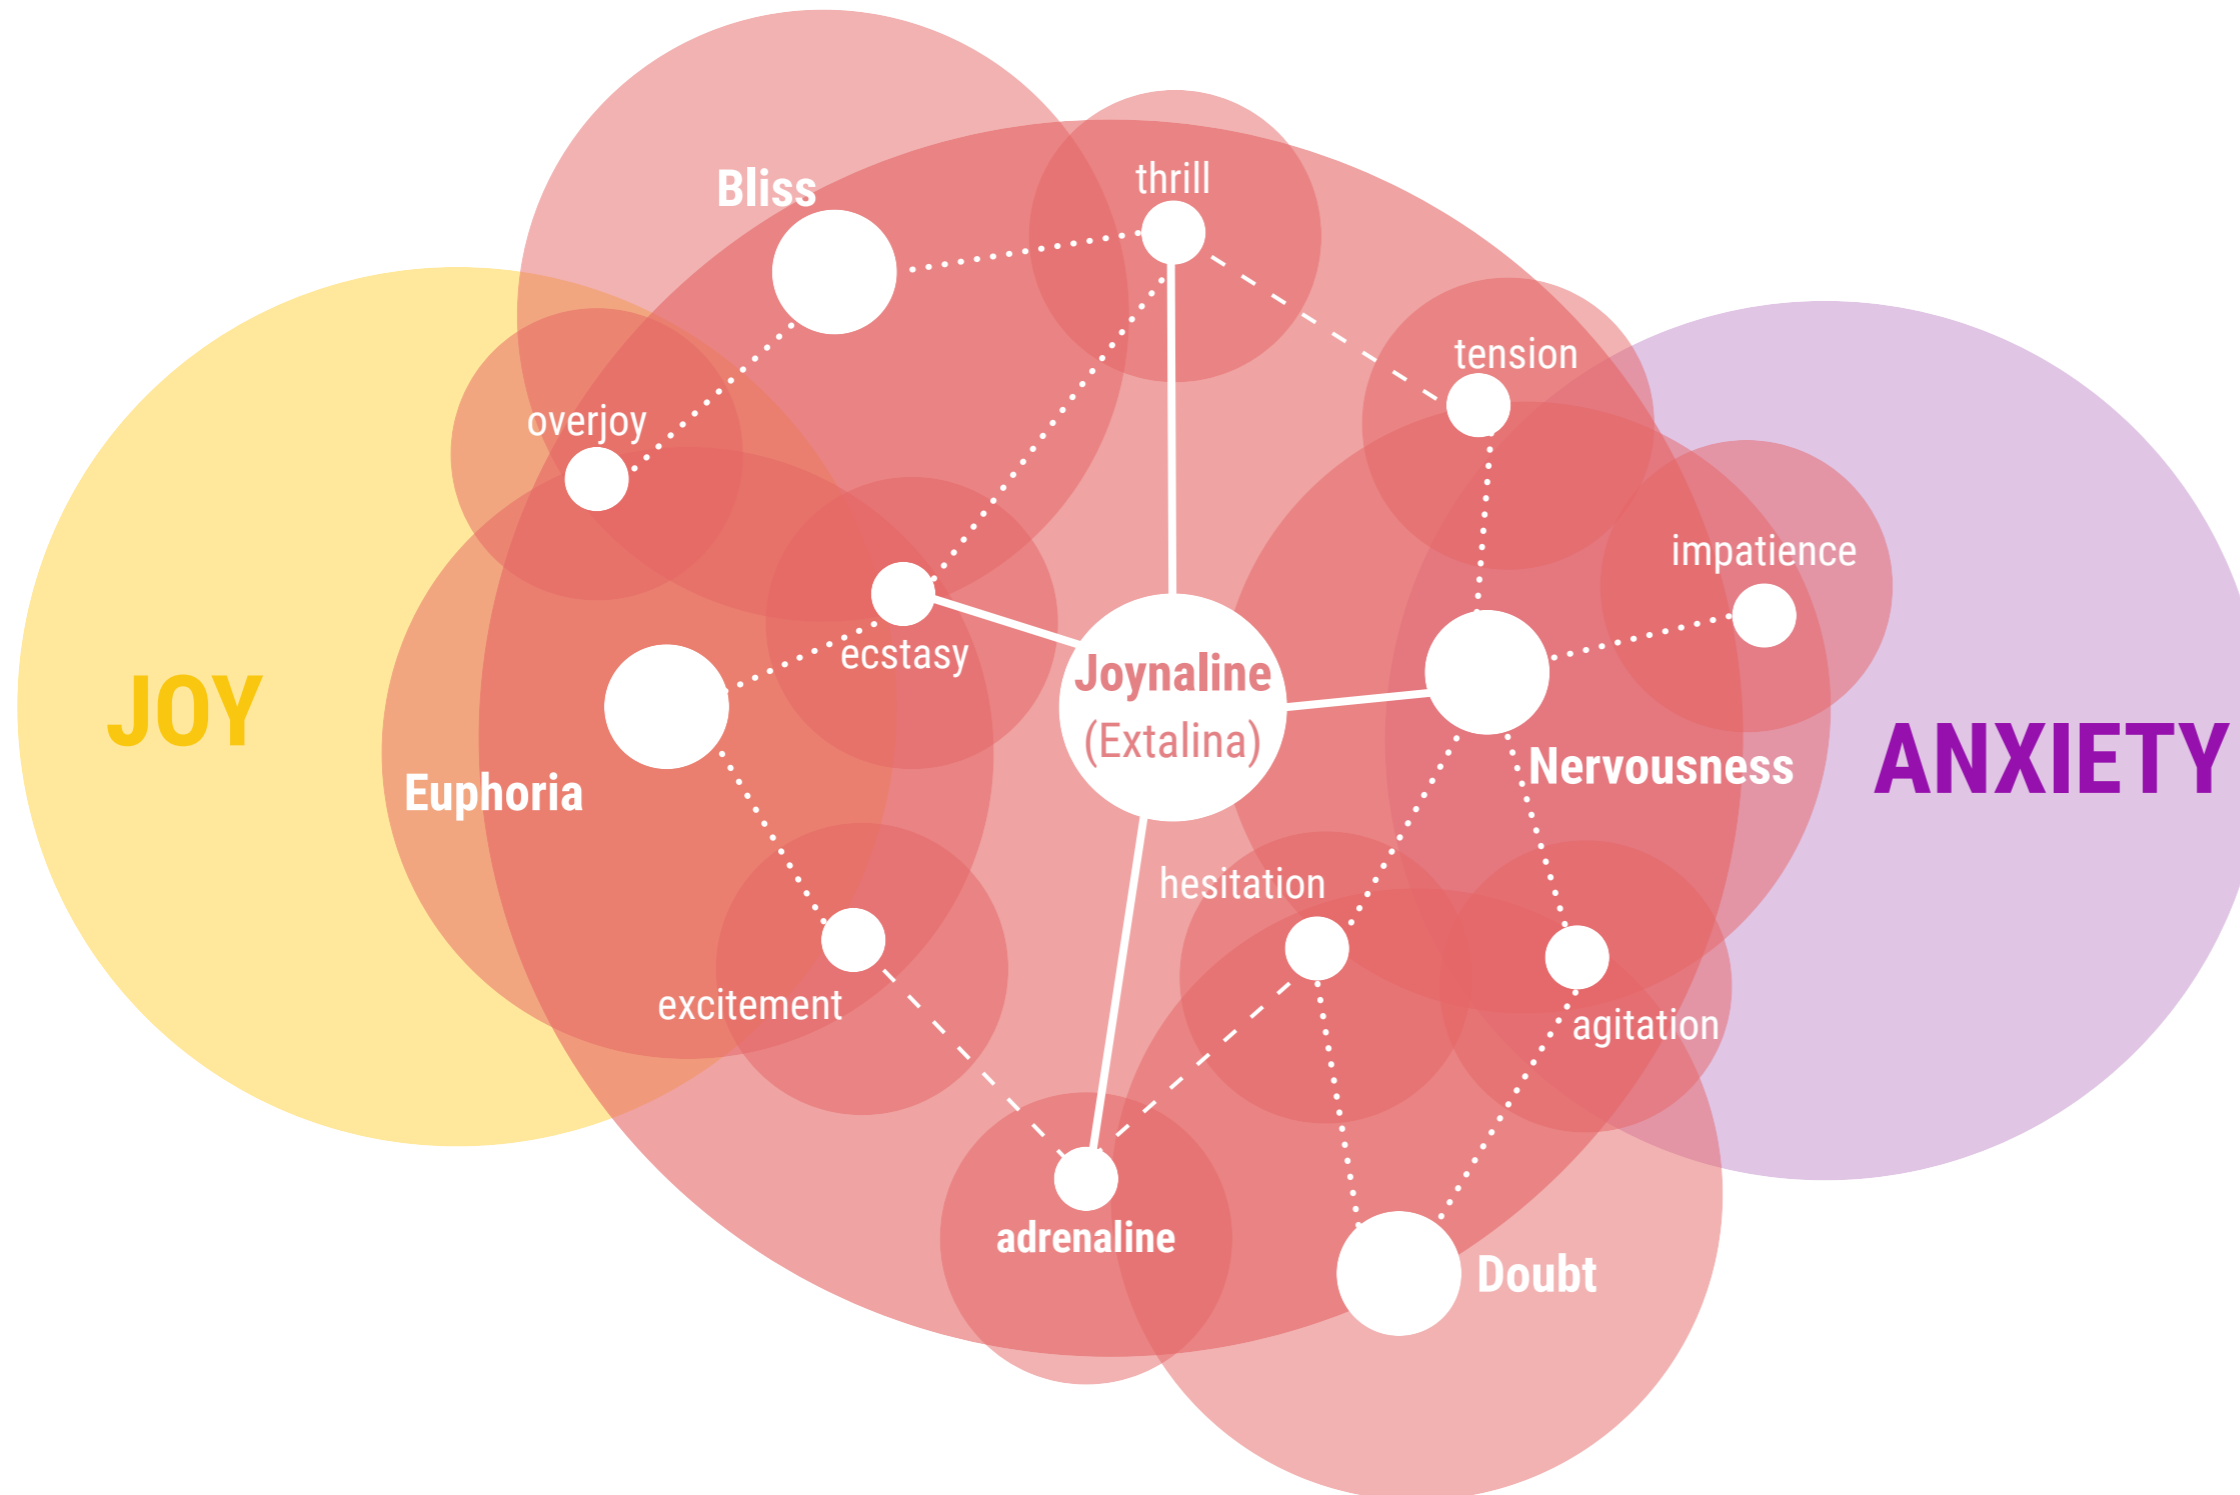 Bliss
thrill
tension
overjoy
impatience
ecstasy
Joynaline
(Extalina)
JOY
ANXIETY
Euphoria
Nervousness
hesitation
excitement
agitation
adrenaline
Doubt